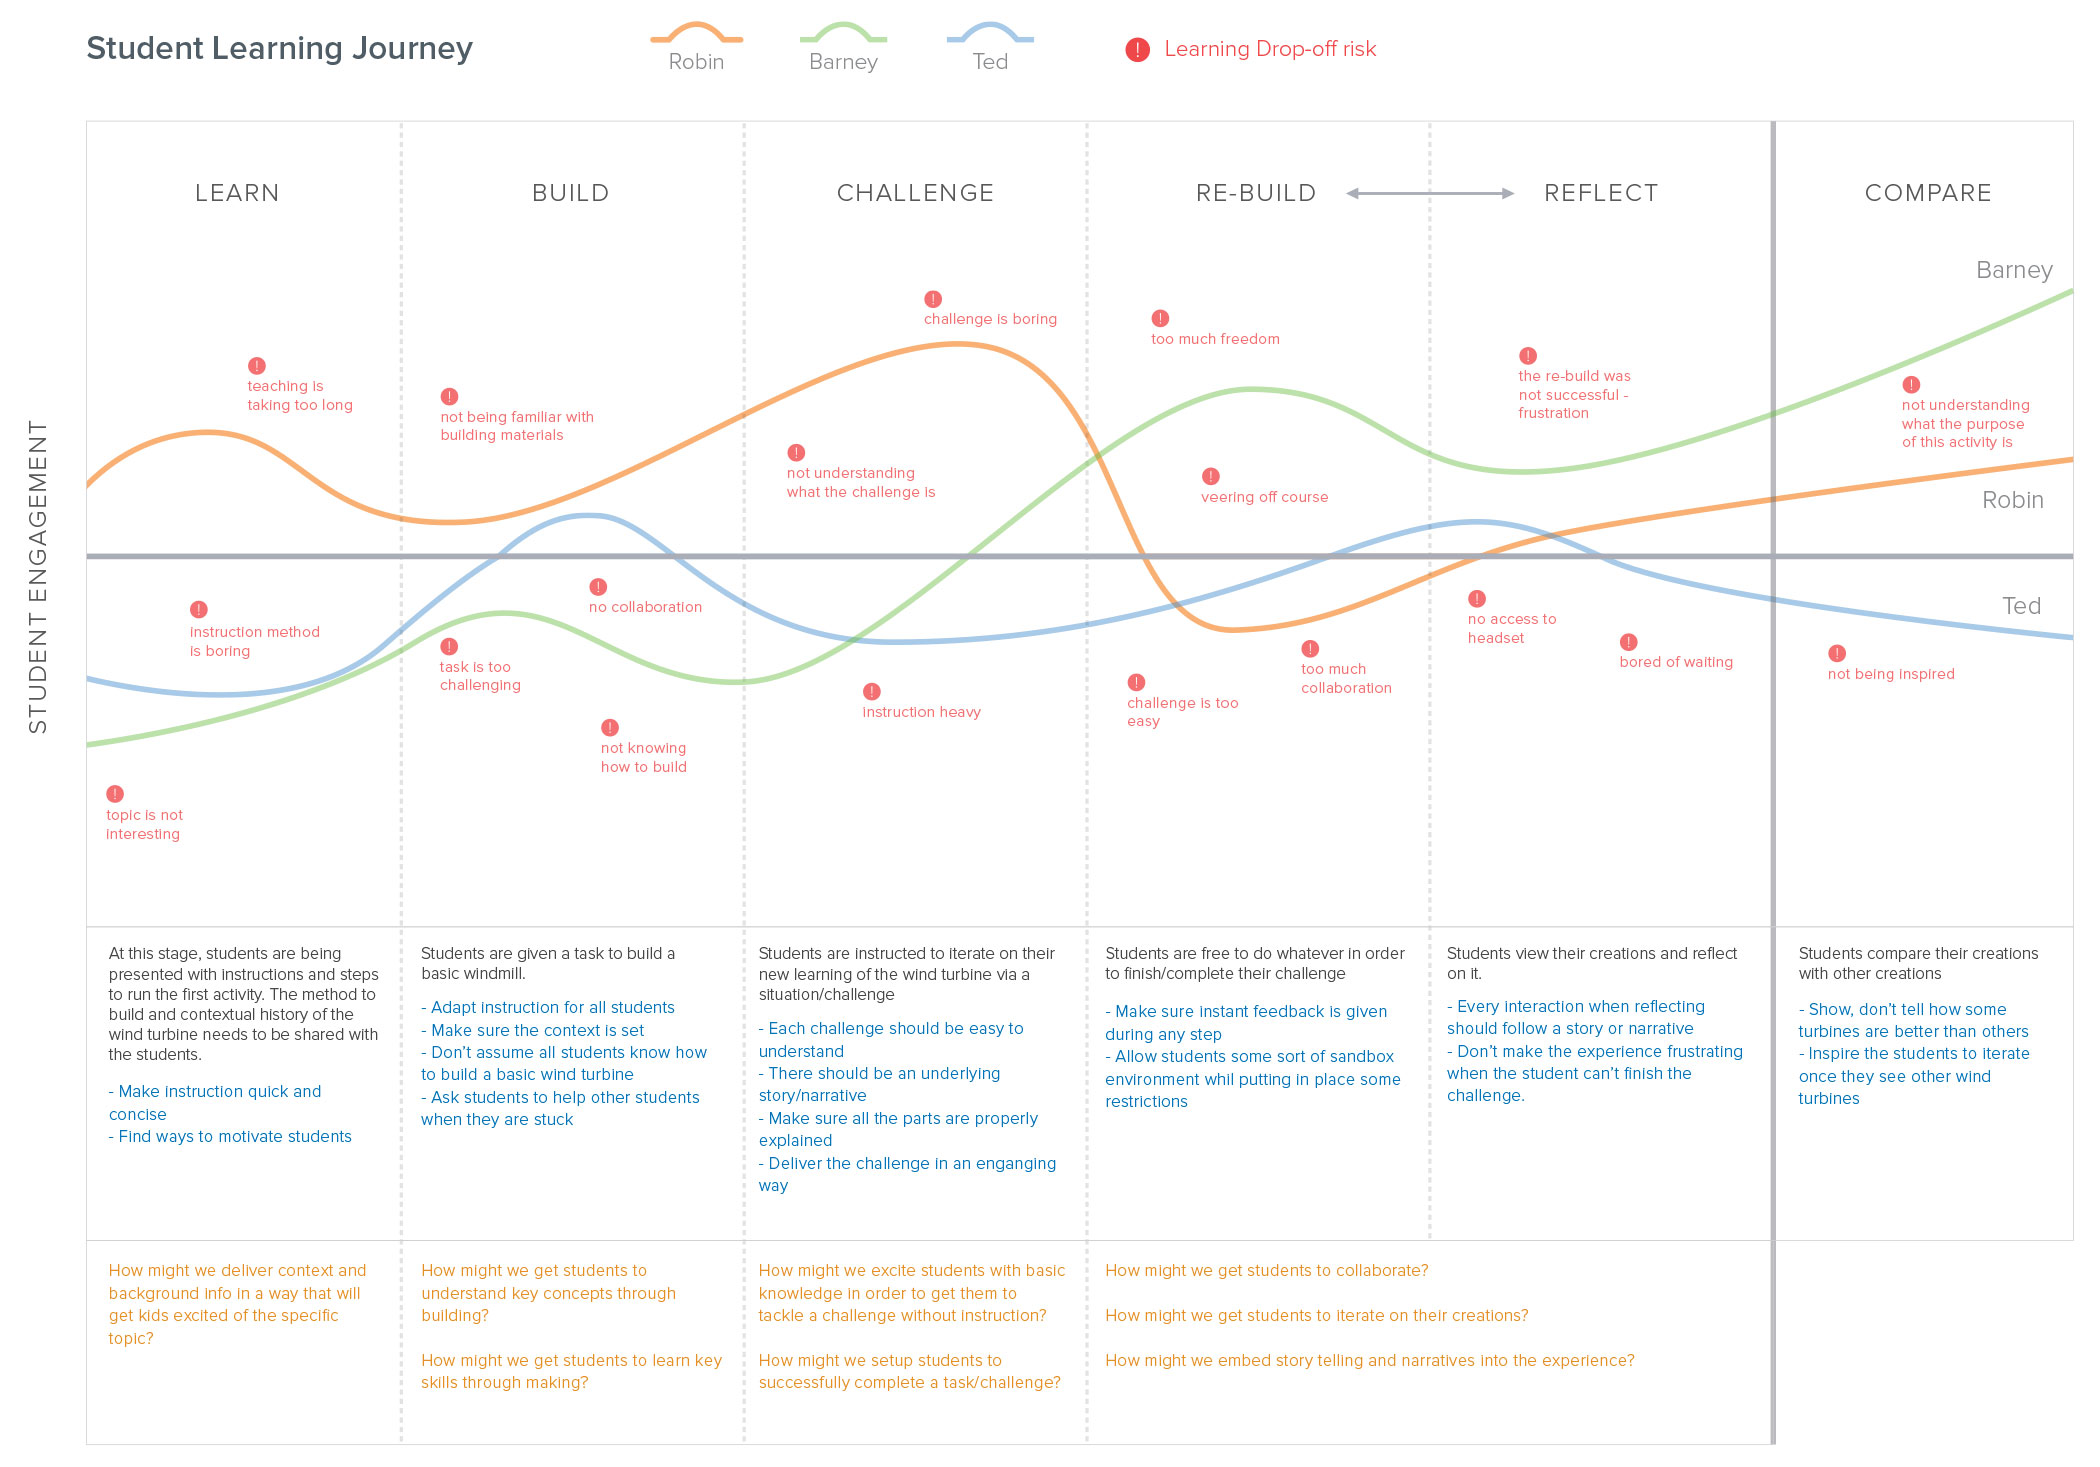 Student Learning Journey
Robin
Barney
Ted
! Learning Drop-off risk
LEARN
BUILD
CHALLENGE
RE-BUILD
REFLECT
COMPARE
STUDENT ENGAGEMENT
Barney
Robin
Ted
!
teaching is
taking too long
!
instruction method
is boring
!
topic is not
interesting
!
not being familiar with
building materials
!
no collaboration
!
task is too
challenging
!
not knowing
how to build
!
challenge is boring
!
not understanding
what the challenge is
!
instruction heavy
!
too much freedom
!
veering off course
!
too much
collaboration
!
challenge is too
easy
!
the re-build was
not successful -
frustration
!
no access to
headset
!
bored of waiting
!
not understanding
what the purpose
of this activity is
!
not being inspired
At this stage, students are being
presented with instructions and steps
to run the first activity. The method to
build and contextual history of the
wind turbine needs to be shared with
the students.
- Make instruction quick and
concise
- Find ways to motivate students
Students are given a task to build a
basic windmill.
- Adapt instruction for all students
- Make sure the context is set
- Don’t assume all students know how
to build a basic wind turbine
- Ask students to help other students
when they are stuck
Students are instructed to iterate on their
new learning of the wind turbine via a
situation/challenge
- Each challenge should be easy to
understand
- There should be an underlying
story/narrative
- Make sure all the parts are properly
explained
- Deliver the challenge in an enganging
way
Students are free to do whatever in order
to finish/complete their challenge
- Make sure instant feedback is given
during any step
- Allow students some sort of sandbox
environment whil putting in place some
restrictions
Students view their creations and reflect
on it.
- Every interaction when reflecting
should follow a story or narrative
- Don’t make the experience frustrating
when the student can’t finish the
challenge.
Students compare their creations
with other creations
- Show, don’t tell how some
turbines are better than others
- Inspire the students to iterate
once they see other wind
turbines
How might we deliver context and
background info in a way that will
get kids excited of the specific
topic?
How might we get students to
understand key concepts through
building?
How might we get students to learn key
skills through making?
How might we excite students with basic
knowledge in order to get them to
tackle a challenge without instruction?
How might we setup students to
successfully complete a task/challenge?
How might we get students to collaborate?
How might we get students to iterate on their creations?
How might we embed story telling and narratives into the experience?